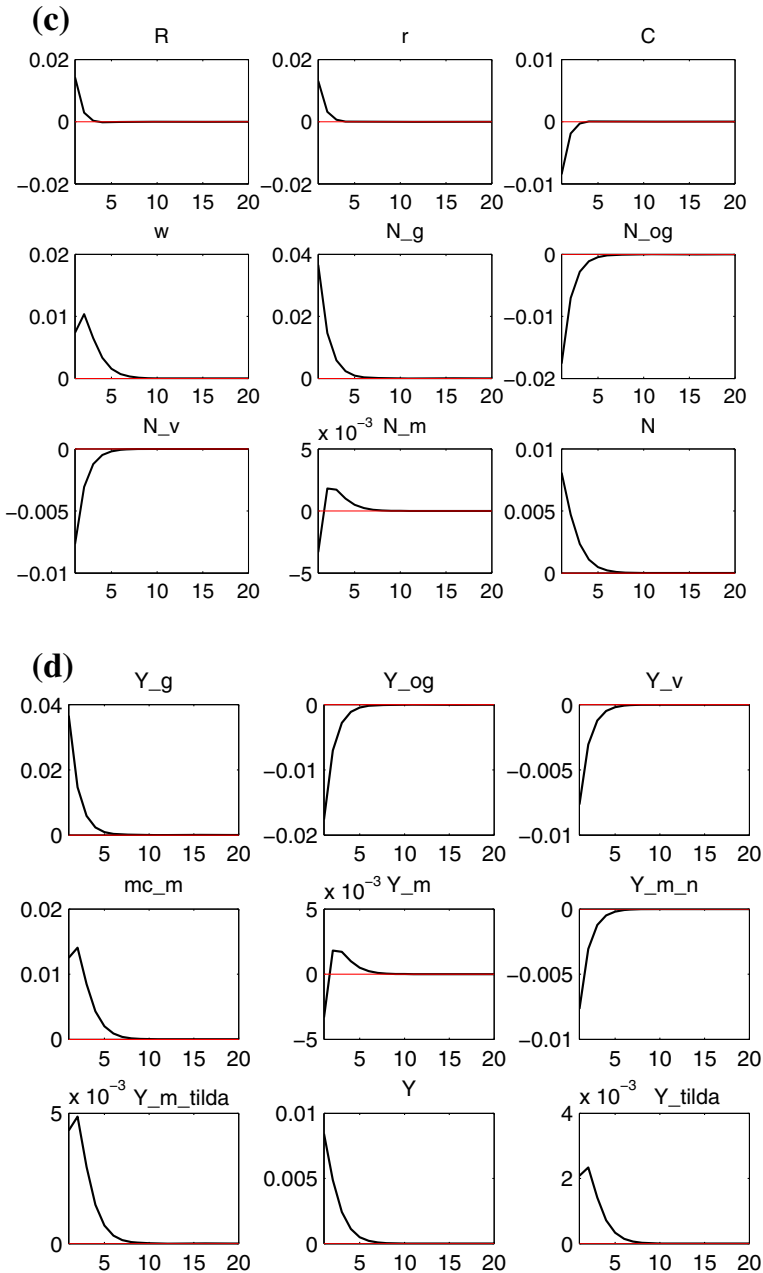 (c)
R r C
0.02 0.02 0.01
0 0 0
−0.02 −0.02 −0.01
5 10 15 20 5 10 15 20 5 10 15 20
w N_g N_og
0.02 0.04 0
0.01 0.02 −0.01
0 0 −0.02
5 10 15 20 5 10 15 20 5 10 15 20
N_v x 10⁻³ N_m N
0 5 0.01
−0.005 0 0.005
−0.01 −5 0
5 10 15 20 5 10 15 20 5 10 15 20
(d)
Y_g Y_og Y_v
0.04 0 0
0.02 −0.01 −0.005
0 −0.02 −0.01
5 10 15 20 5 10 15 20 5 10 15 20
mc_m x 10⁻³ Y_m Y_m_n
0.02 5 0
0.01 0 −0.005
0 −5 −0.01
5 10 15 20 5 10 15 20 5 10 15 20
x 10⁻³ Y_m_tilda Y x 10⁻³ Y_tilda
5 0.01 4
0.005 2
0 0 0
5 10 15 20 5 10 15 20 5 10 15 20